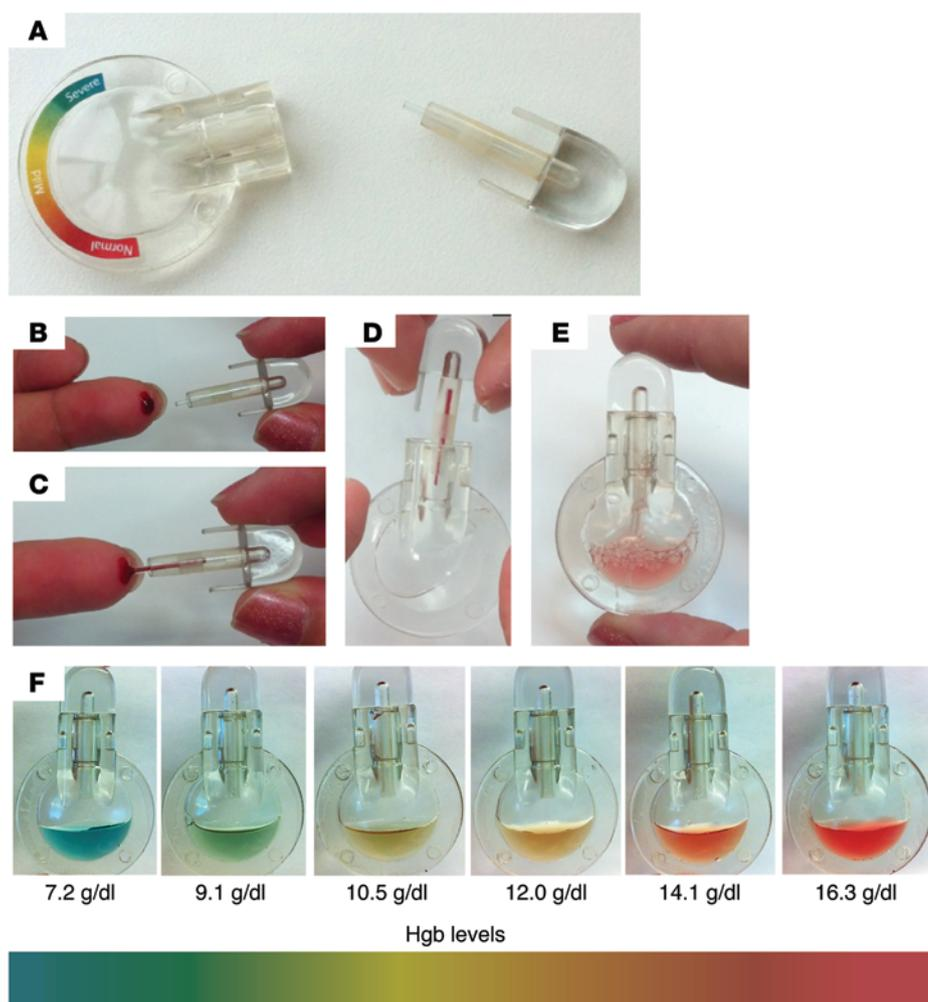 A
Severe
Mild
Normal
B
C
D
E
F
7.2 g/dl
9.1 g/dl
10.5 g/dl
12.0 g/dl
14.1 g/dl
16.3 g/dl
Hgb levels